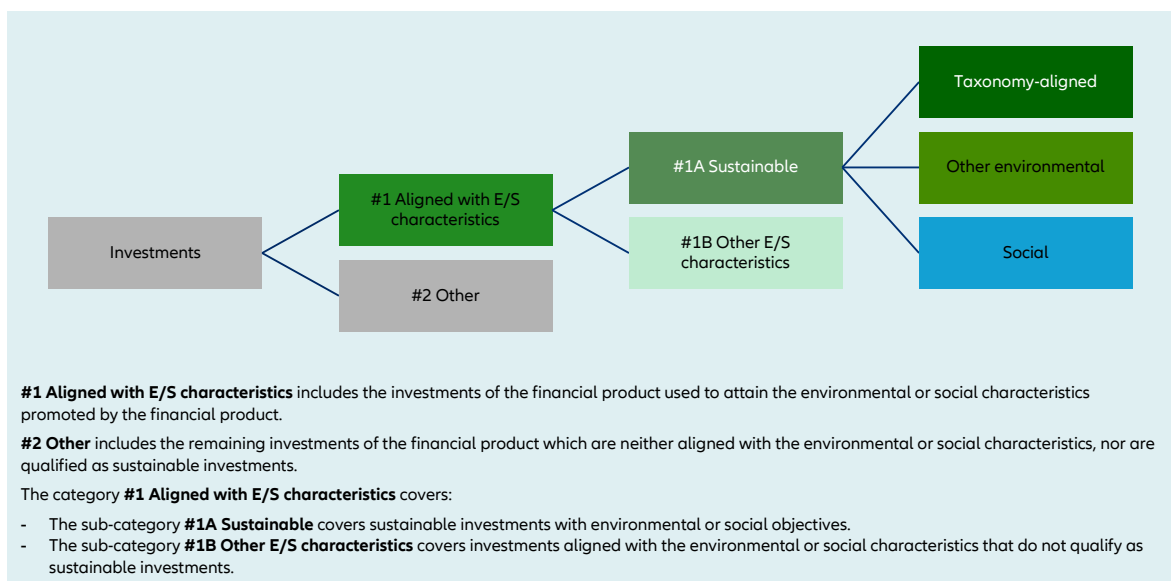 Taxonomy-aligned
#1A Sustainable
Other environmental
#1 Aligned with E/S
characteristics
#1B Other E/S
characteristics
Investments
Social
#2 Other
#1 Aligned with E/S characteristics includes the investments of the financial product used to attain the environmental or social characteristics
promoted by the financial product.
#2 Other includes the remaining investments of the financial product which are neither aligned with the environmental or social characteristics, nor are
qualified as sustainable investments.
The category #1 Aligned with E/S characteristics covers:
- The sub-category #1A Sustainable covers sustainable investments with environmental or social objectives.
- The sub-category #1B Other E/S characteristics covers investments aligned with the environmental or social characteristics that do not qualify as
sustainable investments.